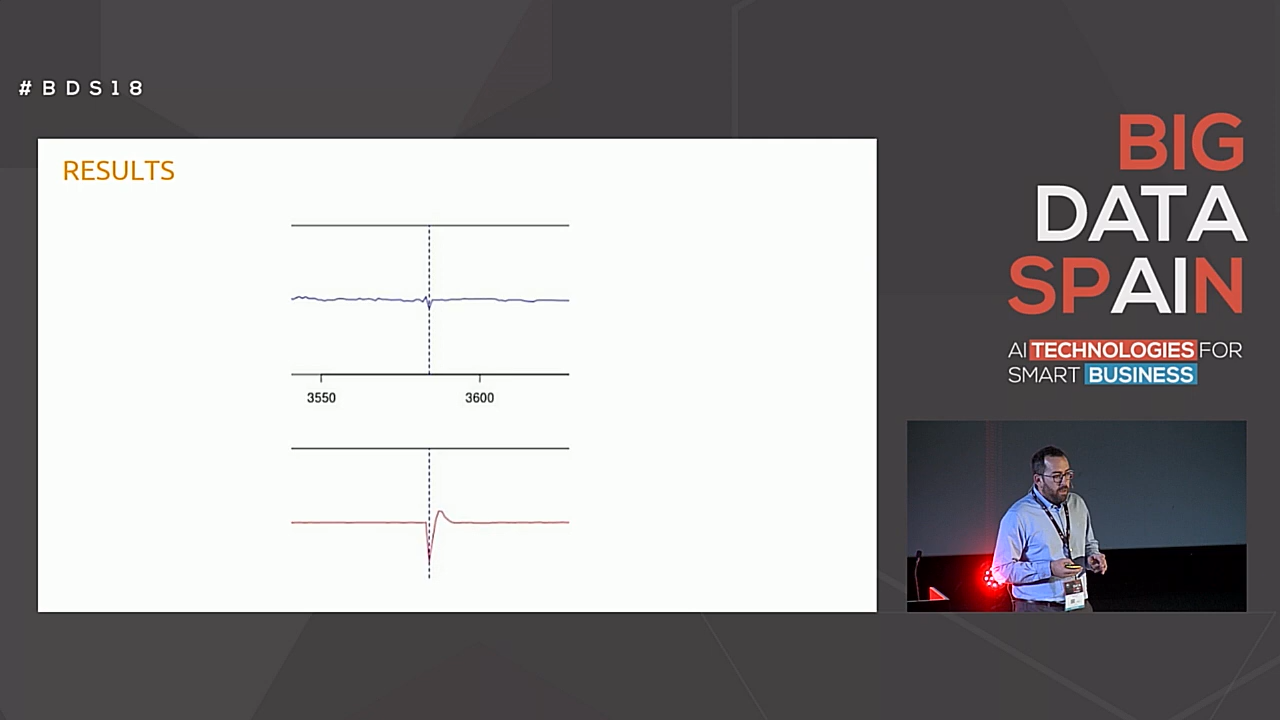 #BDS18
RESULTS
3550 3600
BIG
DATA
SPAIN
AI TECHNOLOGIES FOR
SMART BUSINESS